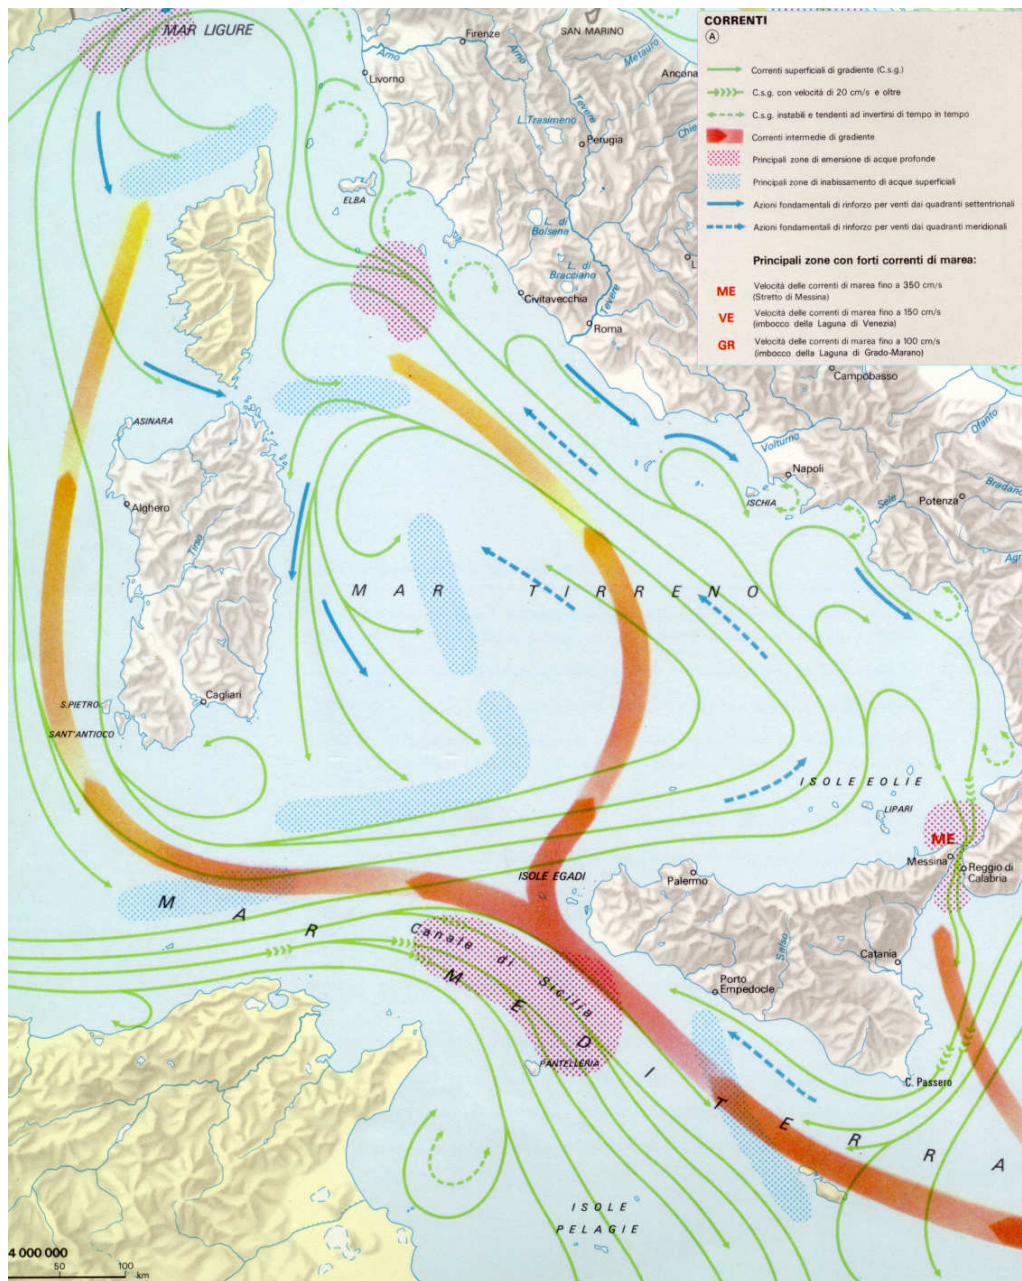 CORRENTI
A
Correnti superficiali di gradiente (C.s.g.)
C.s.g. con velocità di 20 cm/s e oltre
C.s.g. instabili e tendenti ad invertirsi di tempo in tempo
Correnti intermedie di gradiente
Principali zone di emersione di acque profonde
Principali zone di inabissamento di acque superficiali
Azioni fondamentali di rinforzo per venti dai quadranti settentrionali
Azioni fondamentali di rinforzo per venti dai quadranti meridionali
Principali zone con forti correnti di marea:
ME Velocità delle correnti di marea fino a 350 cm/s
(Stretto di Messina)
VE Velocità delle correnti di marea fino a 150 cm/s
(imbocco della Laguna di Venezia)
GR Velocità delle correnti di marea fino a 100 cm/s
(imbocco della Laguna di Grado-Marano)
MAR LIGURE
Firenze
SAN MARINO
Arno
Arno
Metauro
Livorno
Ancona
Tevere
L. Trasimeno
Perugia
Chie
ELBA
L. di
Bolsena
L. di
Bracciano
L
Civitavecchia
Tevere
Roma
Campobasso
ASINARA
Volturno
Ofanto
Napoli
Alghero
ISCHIA
Sele
Potenza
Bradano
Tirso
Agr
MAR TIRRENO
Cagliari
S.PIETRO
SANT'ANTIOCO
ISOLE EOLIE
LIPARI
ME
Messina
Reggio di
Calabria
ISOLE EGADI
Palermo
MAR MEDITERRA
Canale di Sicilia
Salso
Catania
Porto
Empedocle
PANTELLERIA
C. Passero
ISOLE
PELAGIE
4 000 000
50 100
km